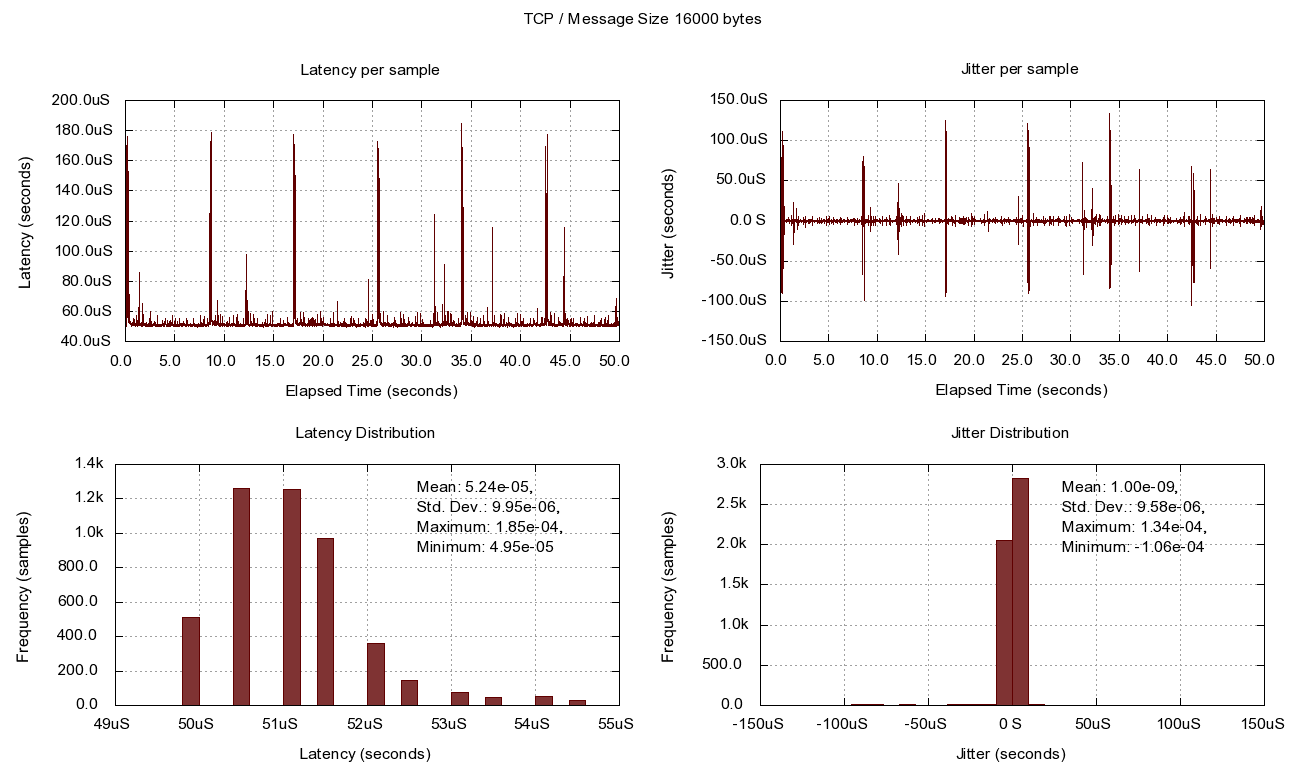 TCP / Message Size 16000 bytes
Latency per sample
200.0uS
180.0uS
160.0uS
140.0uS
120.0uS
100.0uS
80.0uS
60.0uS
40.0uS
0.0 5.0 10.0 15.0 20.0 25.0 30.0 35.0 40.0 45.0 50.0
Latency (seconds)
Elapsed Time (seconds)
Jitter per sample
150.0uS
100.0uS
50.0uS
0.0 S
-50.0uS
-100.0uS
-150.0uS
0.0 5.0 10.0 15.0 20.0 25.0 30.0 35.0 40.0 45.0 50.0
Jitter (seconds)
Elapsed Time (seconds)
Latency Distribution
1.4k
1.2k
1.0k
800.0
600.0
400.0
200.0
0.0
49uS 50uS 51uS 52uS 53uS 54uS 55uS
Frequency (samples)
Latency (seconds)
Mean: 5.24e-05,
Std. Dev.: 9.95e-06,
Maximum: 1.85e-04,
Minimum: 4.95e-05
Jitter Distribution
3.0k
2.5k
2.0k
1.5k
1.0k
500.0
0.0
-150uS -100uS -50uS 0 S 50uS 100uS 150uS
Frequency (samples)
Jitter (seconds)
Mean: 1.00e-09,
Std. Dev.: 9.58e-06,
Maximum: 1.34e-04,
Minimum: -1.06e-04